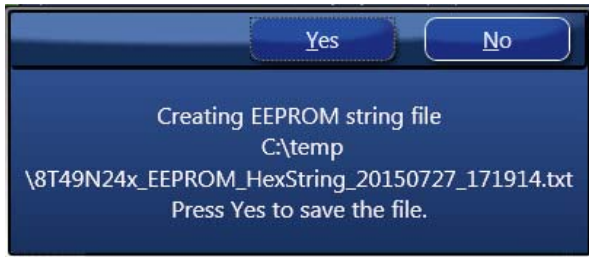 Yes No
Creating EEPROM string file
C:\temp
\8T49N24x_EEPROM_HexString_20150727_171914.txt
Press Yes to save the file.